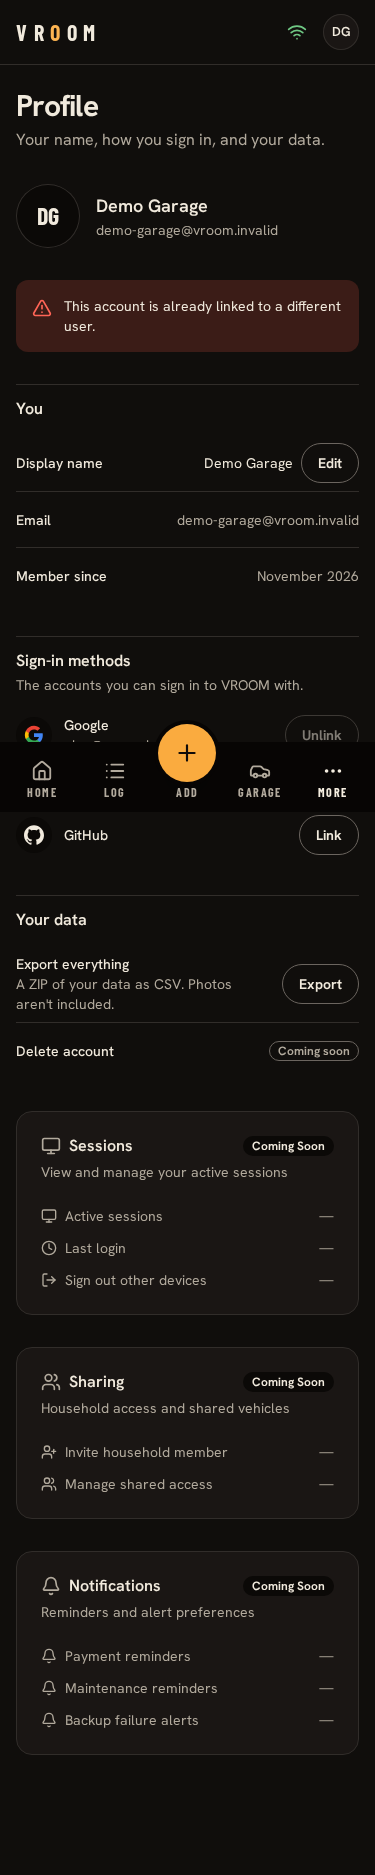 VROOM
DG
Profile
Your name, how you sign in, and your data.
DG
Demo Garage
demo-garage@vroom.invalid
This account is already linked to a different
user.
You
Display name
Demo Garage
Edit
Email
demo-garage@vroom.invalid
Member since
November 2026
Sign-in methods
The accounts you can sign in to VROOM with.
Google
Unlink
HOME
LOG
ADD
GARAGE
MORE
GitHub
Link
Your data
Export everything
A ZIP of your data as CSV. Photos
aren't included.
Export
Delete account
Coming soon
Sessions
Coming Soon
View and manage your active sessions
Active sessions
—
Last login
—
Sign out other devices
—
Sharing
Coming Soon
Household access and shared vehicles
Invite household member
—
Manage shared access
—
Notifications
Coming Soon
Reminders and alert preferences
Payment reminders
—
Maintenance reminders
—
Backup failure alerts
—